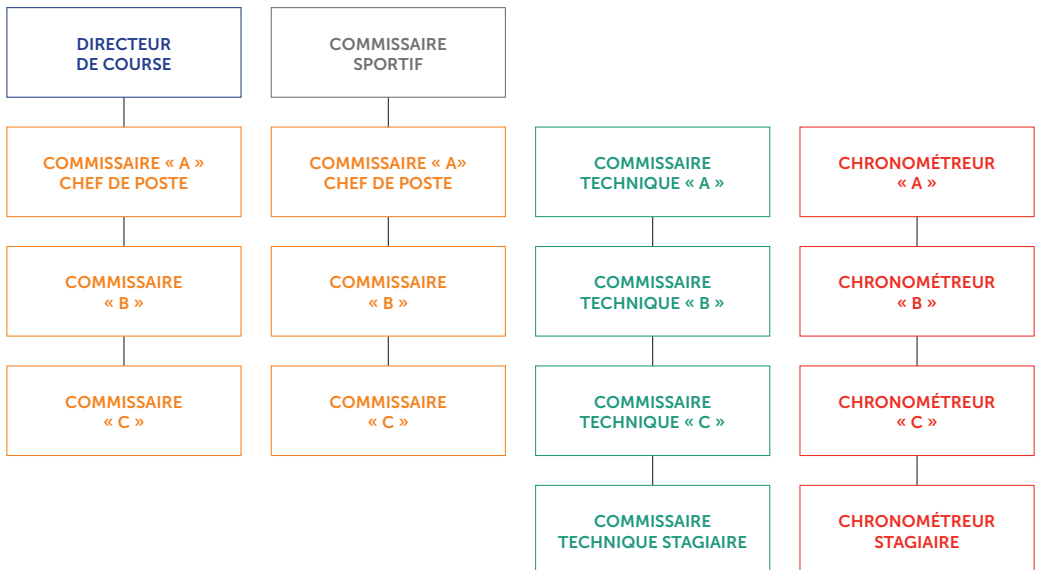 DIRECTEUR
DE COURSE
COMMISSAIRE
SPORTIF
COMMISSAIRE « A »
CHEF DE POSTE
COMMISSAIRE « A»
CHEF DE POSTE
COMMISSAIRE
TECHNIQUE « A »
CHRONOMÉTREUR
« A »
COMMISSAIRE
« B »
COMMISSAIRE
« B »
COMMISSAIRE
TECHNIQUE « B »
CHRONOMÉTREUR
« B »
COMMISSAIRE
« C »
COMMISSAIRE
« C »
COMMISSAIRE
TECHNIQUE « C »
CHRONOMÉTREUR
« C »
COMMISSAIRE
TECHNIQUE STAGIAIRE
CHRONOMÉTREUR
STAGIAIRE